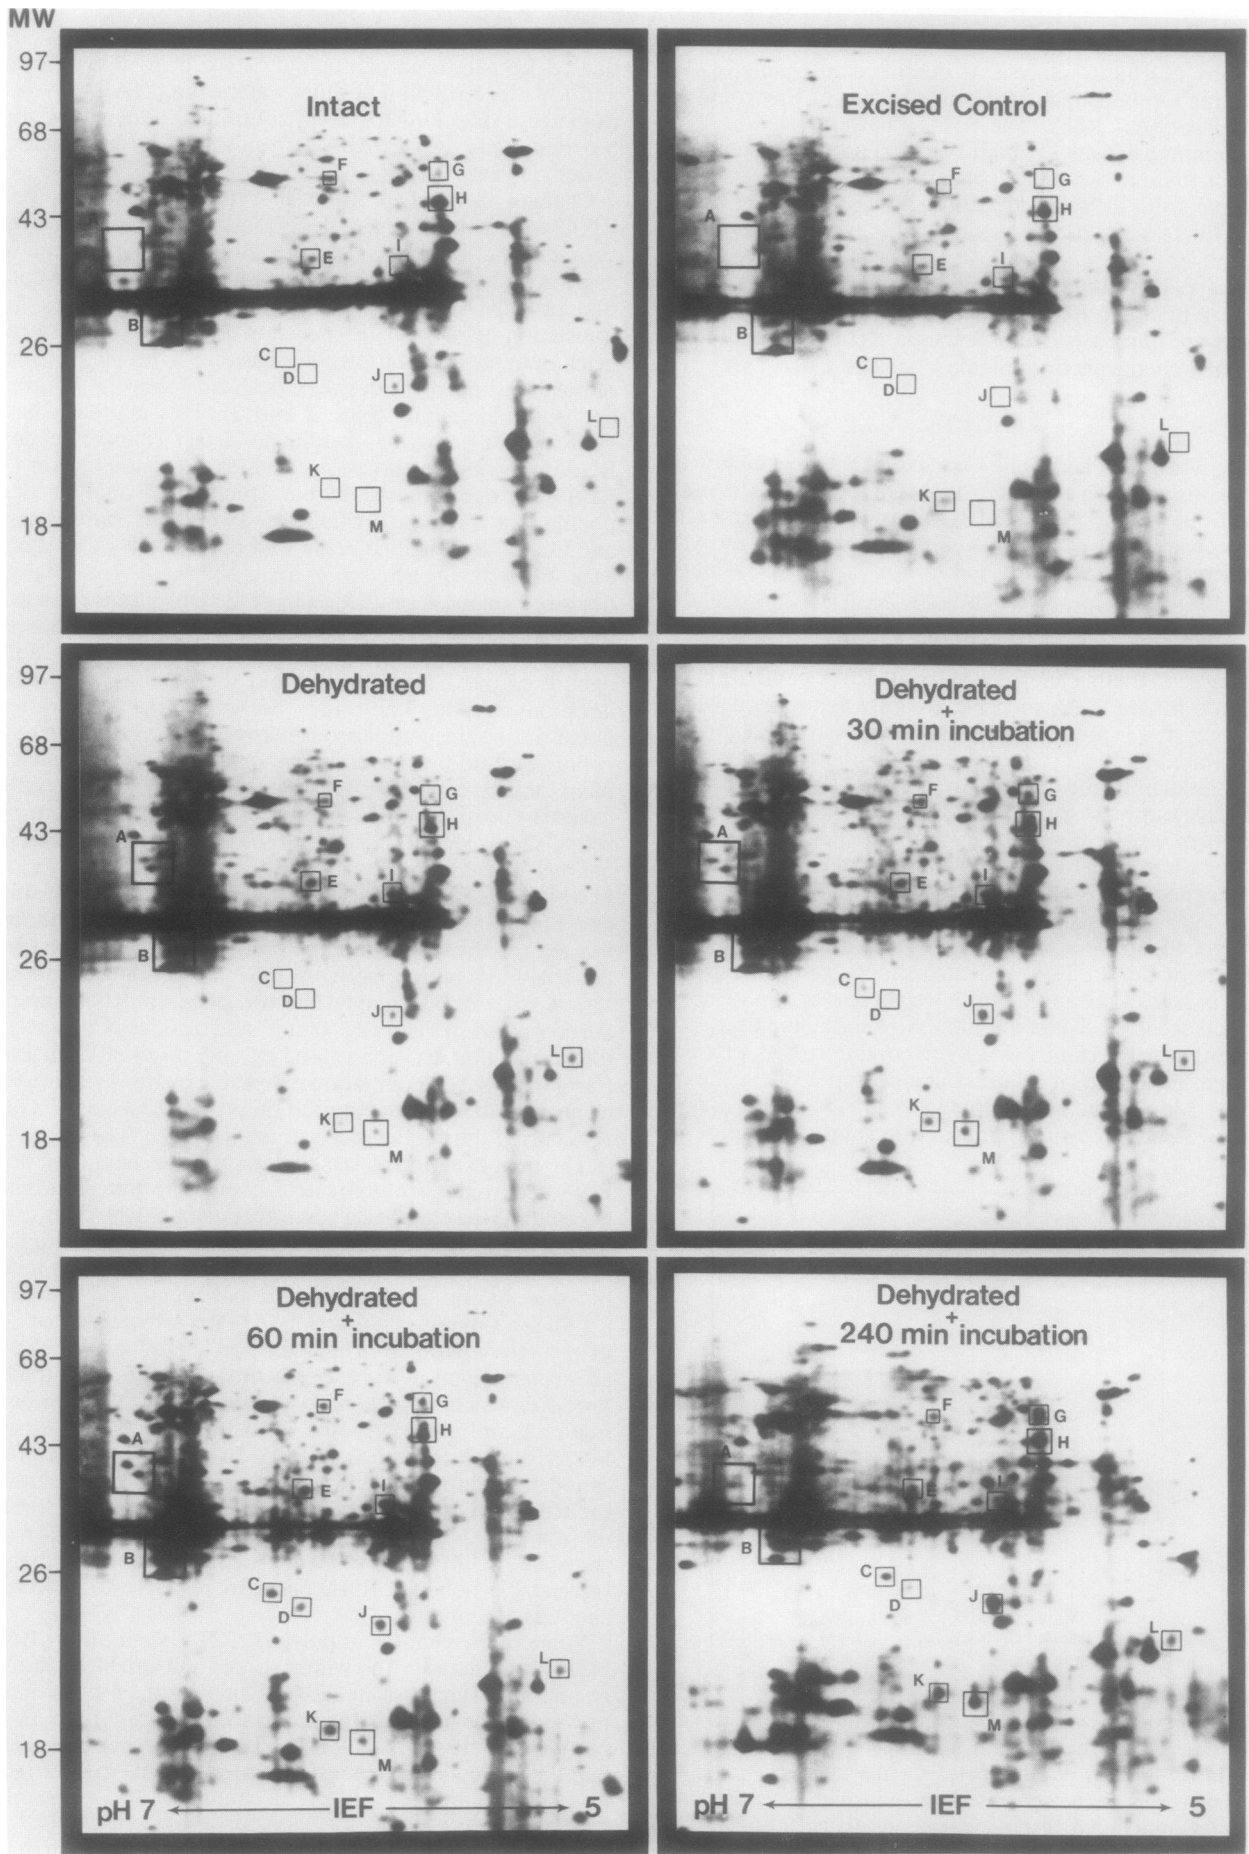 MW
97
68
43
26
18
Intact
F
G
H
A
E
I
B
C
D
J
L
K
M
Excised Control
F
G
A
H
E
I
B
C
D
J
L
K
M
97
68
43
26
18
Dehydrated
F
G
A
H
E
I
B
C
D
J
L
K
M
Dehydrated
+
30 min incubation
F
G
A
H
E
I
B
C
D
J
L
K
M
97
68
43
26
18
Dehydrated
+
60 min incubation
F
G
A
H
E
I
B
C
D
J
L
K
M
pH 7 IEF 5
Dehydrated
+
240 min incubation
F
G
A
H
E
I
B
C
D
J
L
K
M
pH 7 IEF 5